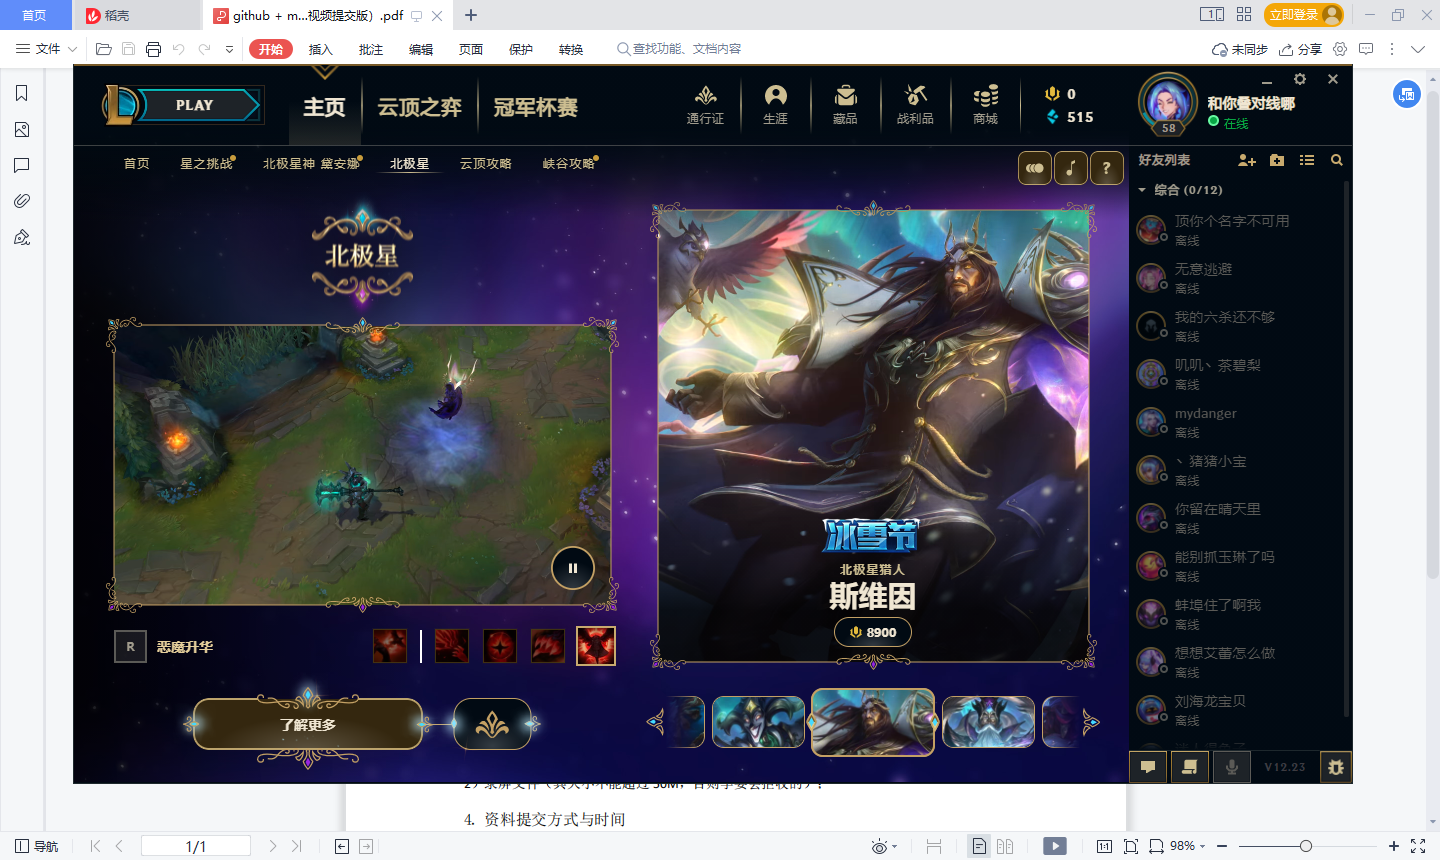 首页
稻壳
github + m...视频提交版）.pdf
1
立即登录
文件
开始
插入
批注
编辑
页面
保护
转换
查找功能、文档内容
未同步
分享
PLAY
主页
云顶之弈
冠军杯赛
通行证
生涯
藏品
战利品
商城
0
515
58
和你叠对线哪
在线
首页
星之挑战
北极星神 黛安娜
北极星
云顶攻略
峡谷攻略
?
好友列表
综合 (0/12)
顶你个名字不可用
离线
无意逃避
离线
我的六杀还不够
离线
叽叽丶茶碧梨
离线
mydanger
离线
丶猪猪小宝
离线
你留在晴天里
离线
能别抓玉琳了吗
离线
蚌埠住了啊我
离线
想想艾蕾怎么做
离线
刘海龙宝贝
离线
北极星
R
恶魔升华
了解更多
冰雪节
北极星猎人
斯维因
8900
V12.23
4. 资料提交方式与时间
导航
1/1
1:1
98%